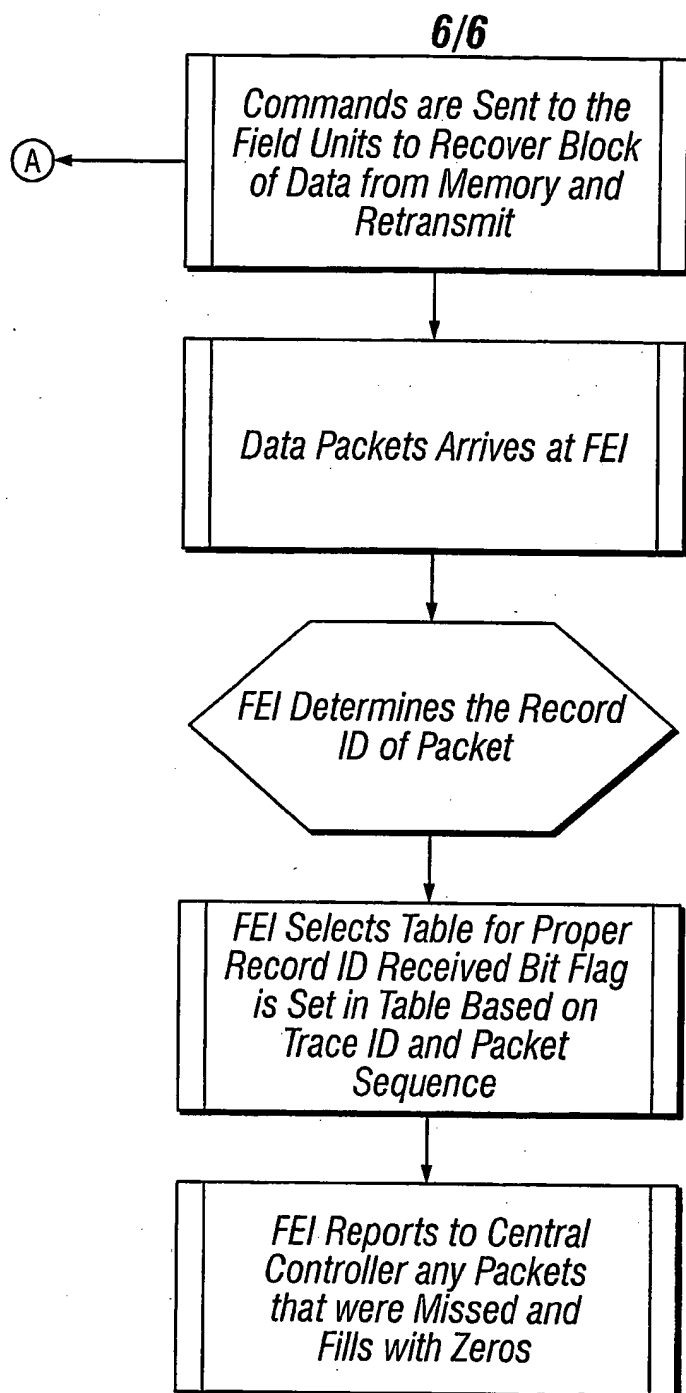 6/6
Commands are Sent to the
Field Units to Recover Block
of Data from Memory and
Retransmit
A
Data Packets Arrives at FEI
FEI Determines the Record
ID of Packet
FEI Selects Table for Proper
Record ID Received Bit Flag
is Set in Table Based on
Trace ID and Packet
Sequence
FEI Reports to Central
Controller any Packets
that were Missed and
Fills with Zeros